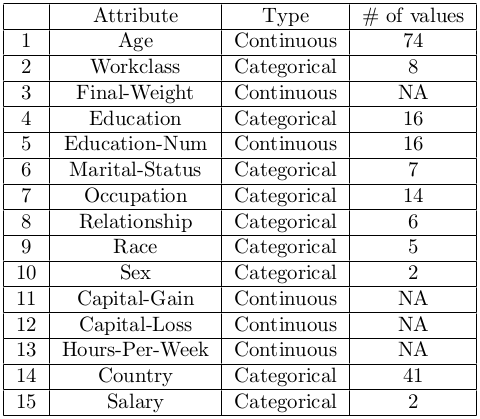 Attribute Type # of values
1 Age Continuous 74
2 Workclass Categorical 8
3 Final-Weight Continuous NA
4 Education Categorical 16
5 Education-Num Continuous 16
6 Marital-Status Categorical 7
7 Occupation Categorical 14
8 Relationship Categorical 6
9 Race Categorical 5
10 Sex Categorical 2
11 Capital-Gain Continuous NA
12 Capital-Loss Continuous NA
13 Hours-Per-Week Continuous NA
14 Country Categorical 41
15 Salary Categorical 2